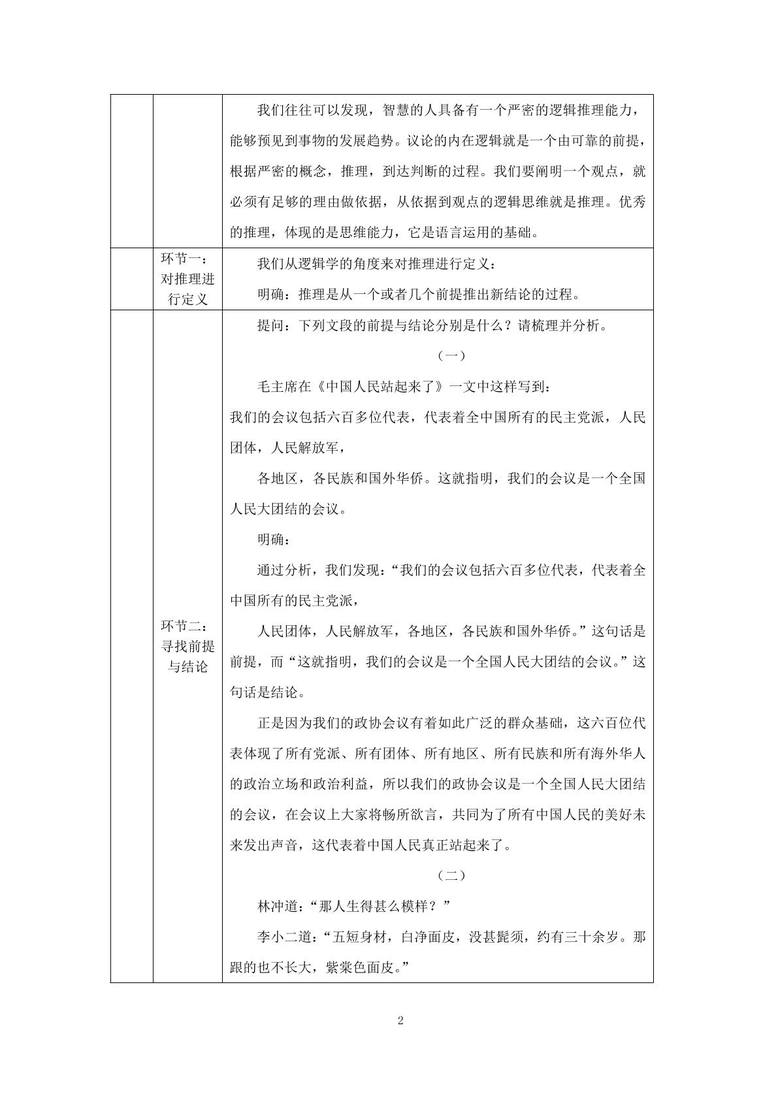 我们往往可以发现，智慧的人具备有一个严密的逻辑推理能力，
能够预见到事物的发展趋势。议论的内在逻辑就是一个由可靠的前提，
根据严密的概念，推理，到达判断的过程。我们要阐明一个观点，就
必须有足够的理由做依据，从依据到观点的逻辑思维就是推理。优秀
的推理，体现的是思维能力，它是语言运用的基础。
环节一：
对推理进
行定义
我们从逻辑学的角度来对推理进行定义：
明确：推理是从一个或者几个前提推出新结论的过程。
环节二：
寻找前提
与结论
提问：下列文段的前提与结论分别是什么？请梳理并分析。
（一）
毛主席在《中国人民站起来了》一文中这样写到：
我们的会议包括六百多位代表，代表着全中国所有的民主党派，人民
团体，人民解放军，
各地区，各民族和国外华侨。这就指明，我们的会议是一个全国
人民大团结的会议。
明确：
通过分析，我们发现：“我们的会议包括六百多位代表，代表着全
中国所有的民主党派，
人民团体，人民解放军，各地区，各民族和国外华侨。”这句话是
前提，而“这就指明，我们的会议是一个全国人民大团结的会议。”这
句话是结论。
正是因为我们的政协会议有着如此广泛的群众基础，这六百位代
表体现了所有党派、所有团体、所有地区、所有民族和所有海外华人
的政治立场和政治利益，所以我们的政协会议是一个全国人民大团结
的会议，在会议上大家将畅所欲言，共同为了所有中国人民的美好未
来发出声音，这代表着中国人民真正站起来了。
（二）
林冲道：“那人生得甚么模样？”
李小二道：“五短身材，白净面皮，没甚髭须，约有三十余岁。那
跟的也不长大，紫棠色面皮。”
2